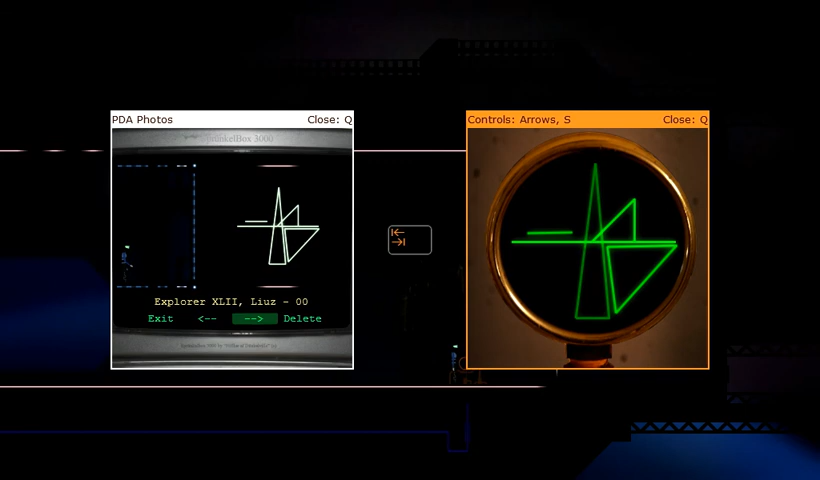 PDA Photos Close: Q
Controls: Arrows, S Close: Q
Explorer XLII, Liuz - 00
Exit <-- --> Delete